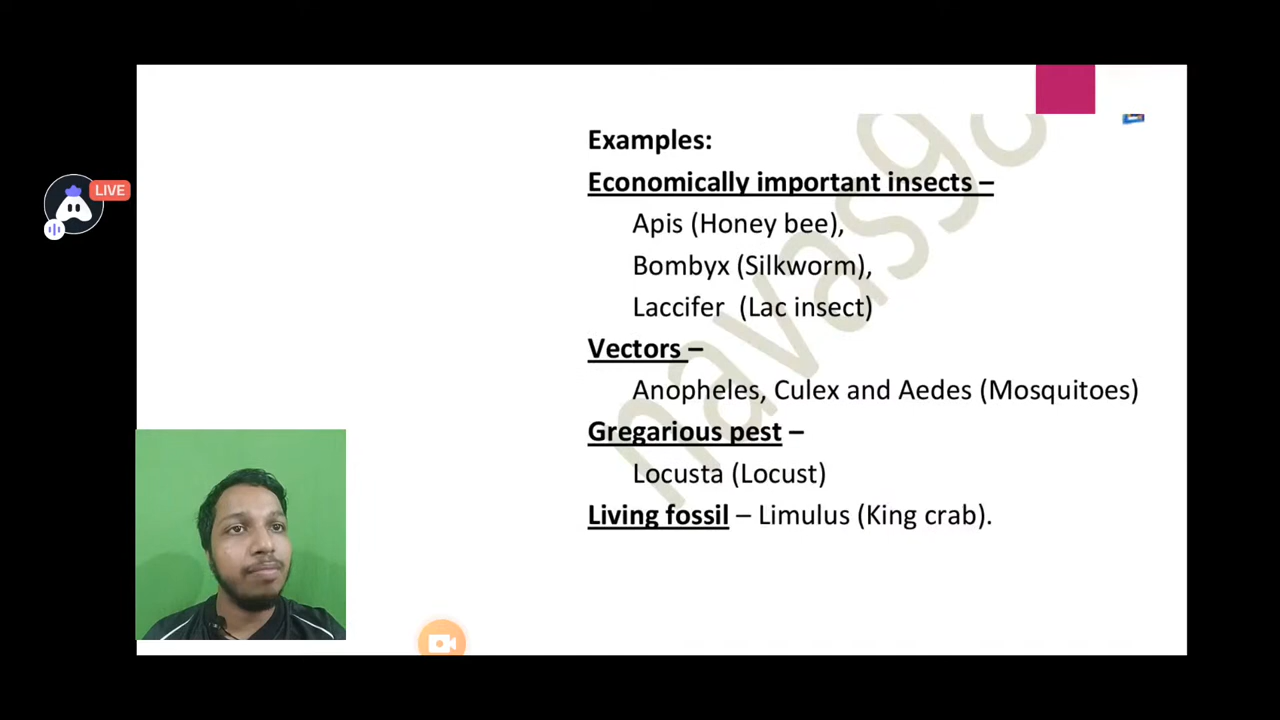 LIVE
Examples:
Economically important insects –
Apis (Honey bee),
Bombyx (Silkworm),
Laccifer (Lac insect)
Vectors –
Anopheles, Culex and Aedes (Mosquitoes)
Gregarious pest –
Locusta (Locust)
Living fossil – Limulus (King crab).